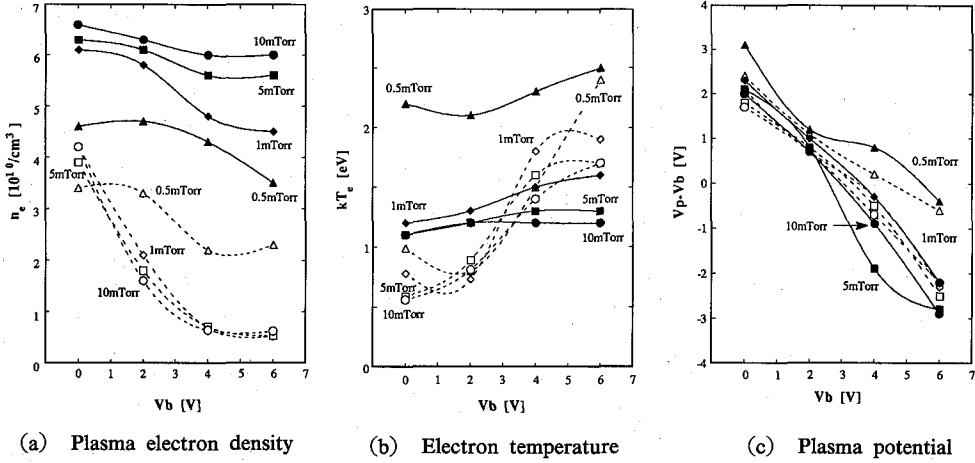 7
6
5
4
3
2
1
0
n_e [10^10/cm^3]
10mTorr
5mTorr
1mTorr
0.5mTorr
5mTorr
0.5mTorr
1mTorr
10mTorr
0 1 2 3 4 5 6 7
Vb [V]
(a) Plasma electron density
2
1
0
kT_e [eV]
0.5mTorr
0.5mTorr
1mTorr
1mTorr
5mTorr
10mTorr
5mTorr
10mTorr
0 1 2 3 4 5 6 7
Vb [V]
(b) Electron temperature
4
3
2
1
0
-1
-2
-3
-4
Vp-Vb [V]
0.5mTorr
10mTorr
1mTorr
5mTorr
0 1 2 3 4 5 6 7
Vb [V]
(c) Plasma potential